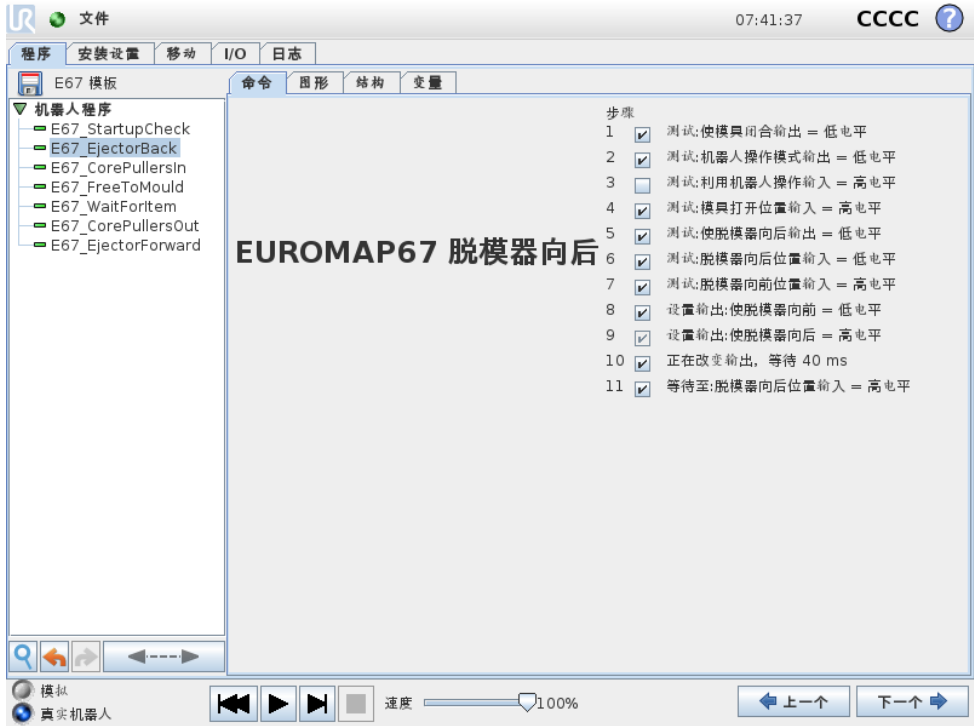 UR 文件 07:41:37 CCCC ?
程序 安装设置 移动 I/O 日志
E67 模板 命令 图形 结构 变量
机器人程序
E67_StartupCheck
E67_EjectorBack
E67_CorePullersIn
E67_FreeToMould
E67_WaitForItem
E67_CorePullersOut
E67_EjectorForward
EUROMAP67 脱模器向后
步骤
1 测试:使模具闭合输出 = 低电平
2 测试:机器人操作模式输出 = 低电平
3 测试:利用机器人操作输入 = 高电平
4 测试:模具打开位置输入 = 高电平
5 测试:使脱模器向后输出 = 低电平
6 测试:脱模器向后位置输入 = 低电平
7 测试:脱模器向前位置输入 = 高电平
8 设置输出:使脱模器向前 = 低电平
9 设置输出:使脱模器向后 = 高电平
10 正在改变输出，等待 40 ms
11 等待至:脱模器向后位置输入 = 高电平
模拟
真实机器人
速度 100% 上一个 下一个